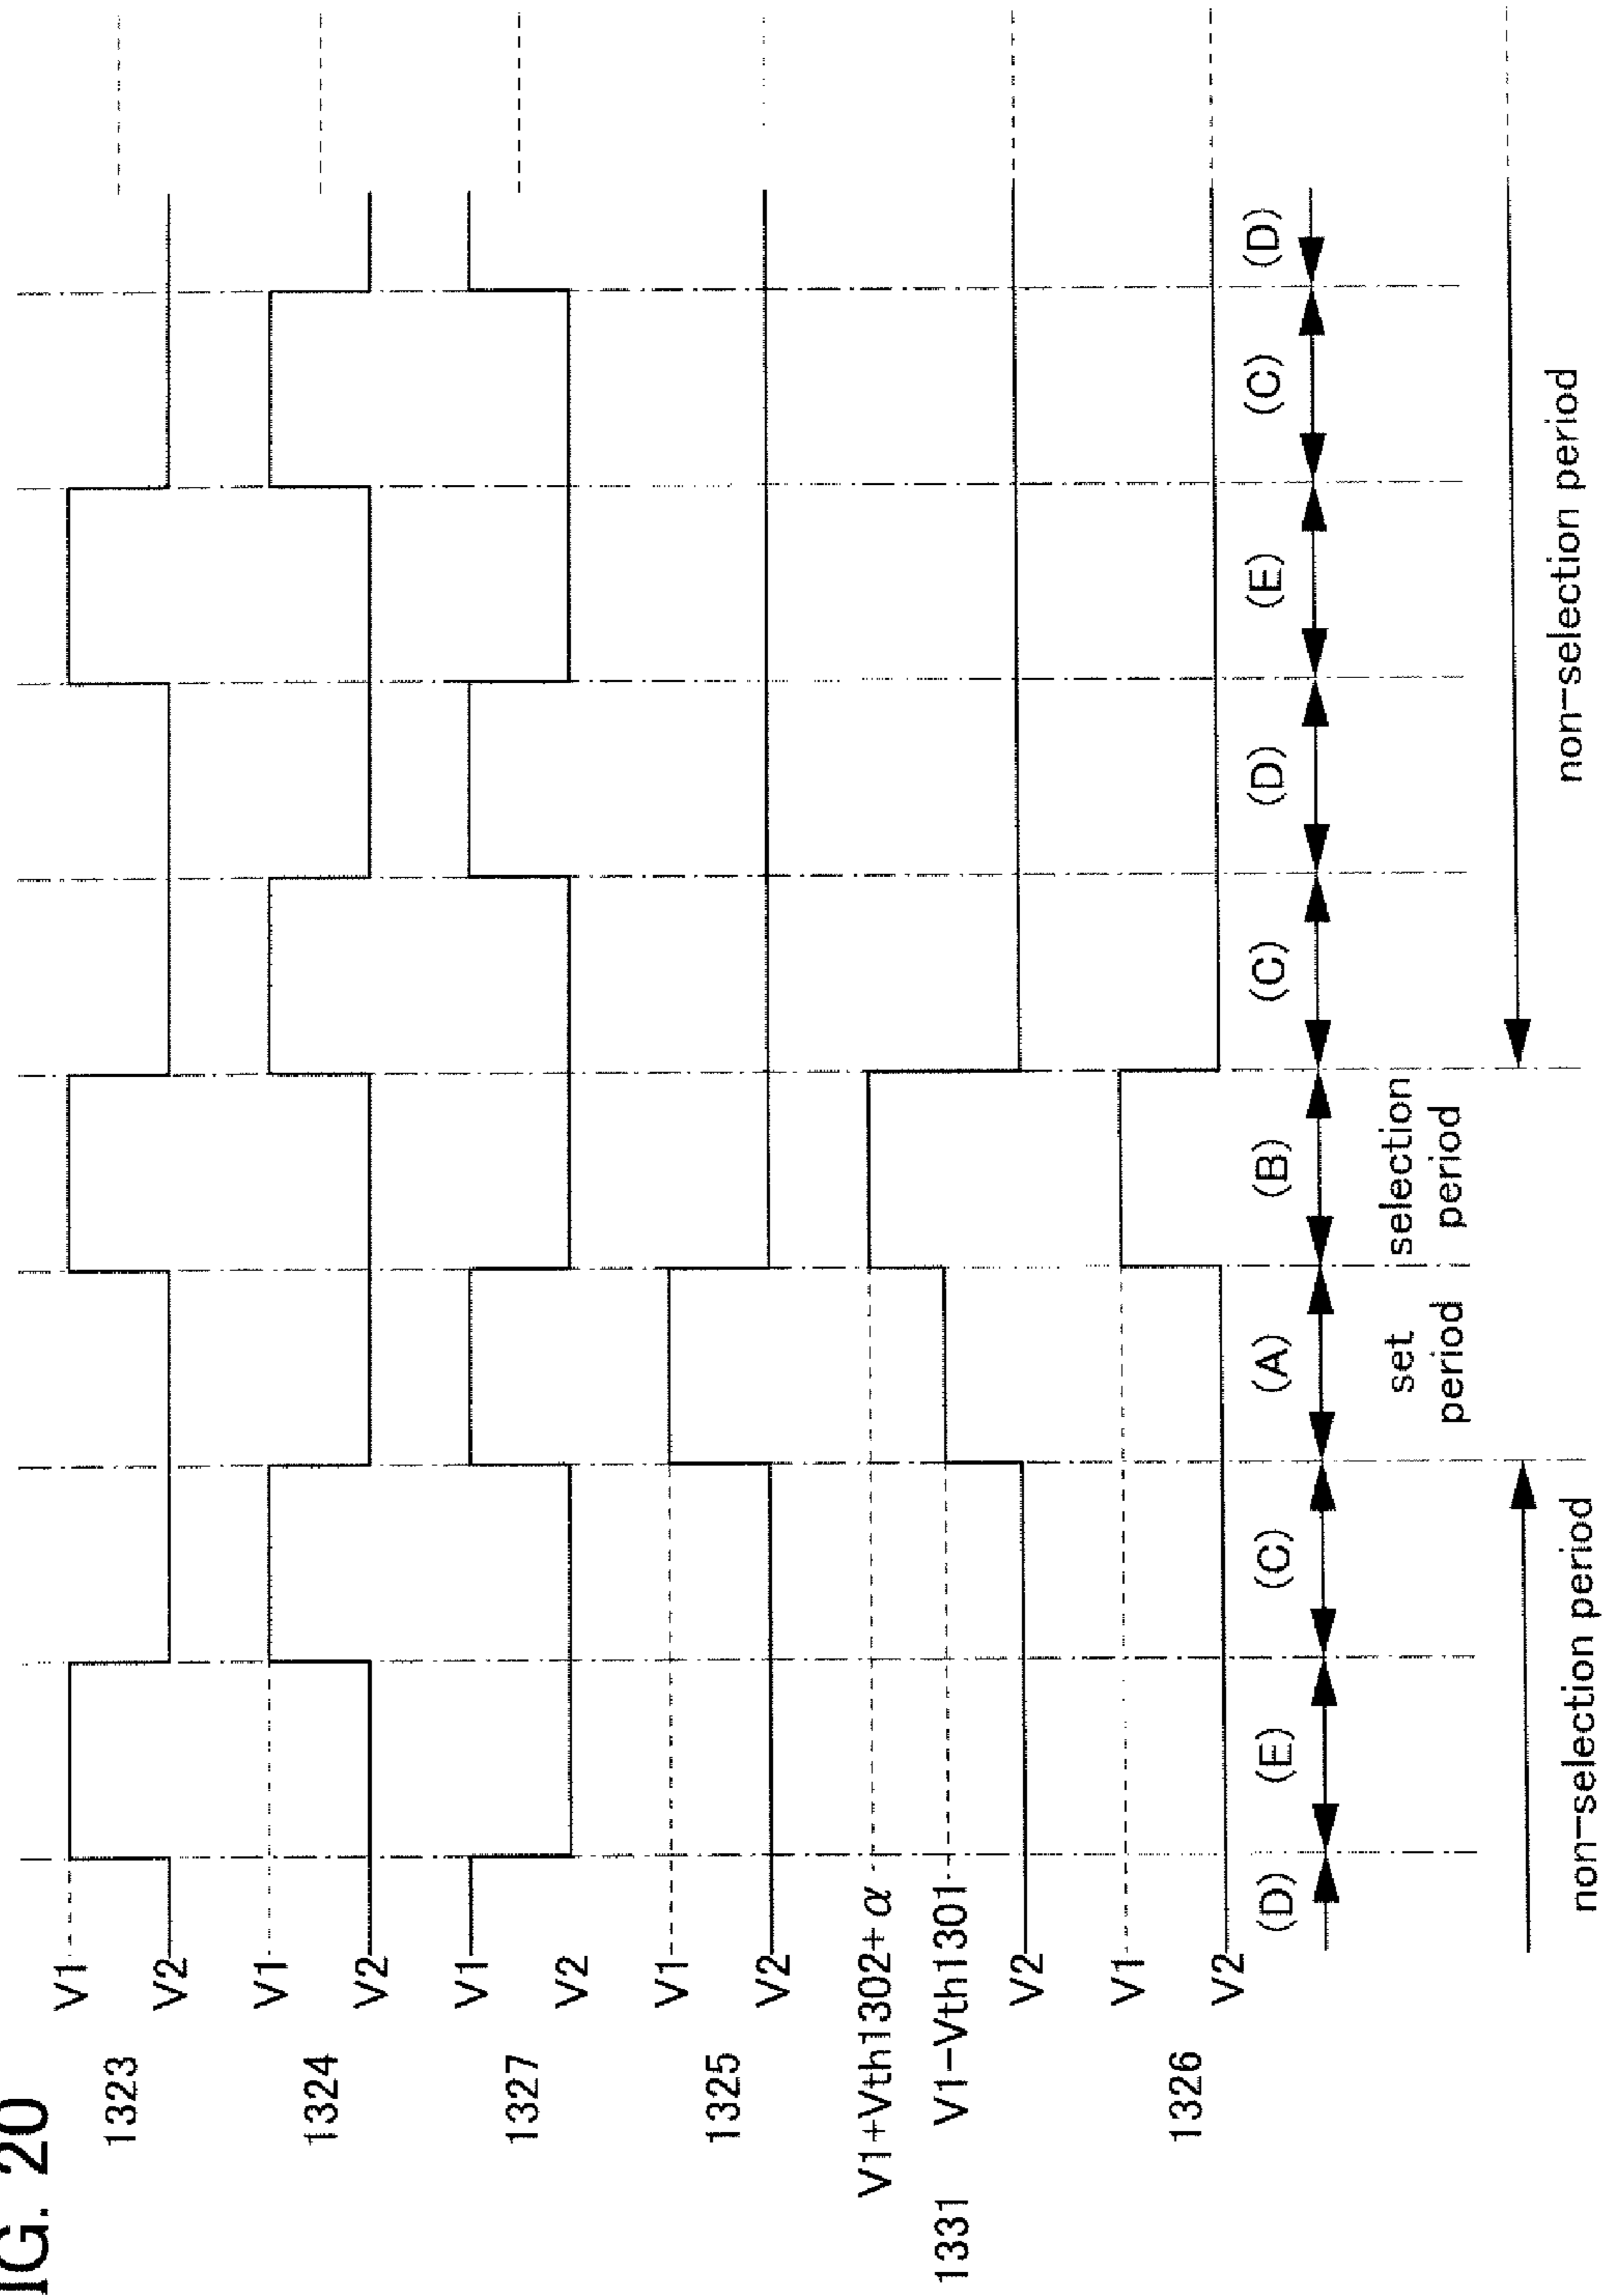 IG. 20
1323
V1
V2
1324
V1
V2
1327
V1
V2
1325
V1
V2
V1+Vth1302+α
1331 V1-Vth1301
V2
1326
V1
V2
(D) (E) (C) (A) (B) (C) (D) (E) (C) (D)
set
period
selection
period
non-selection period
non-selection period